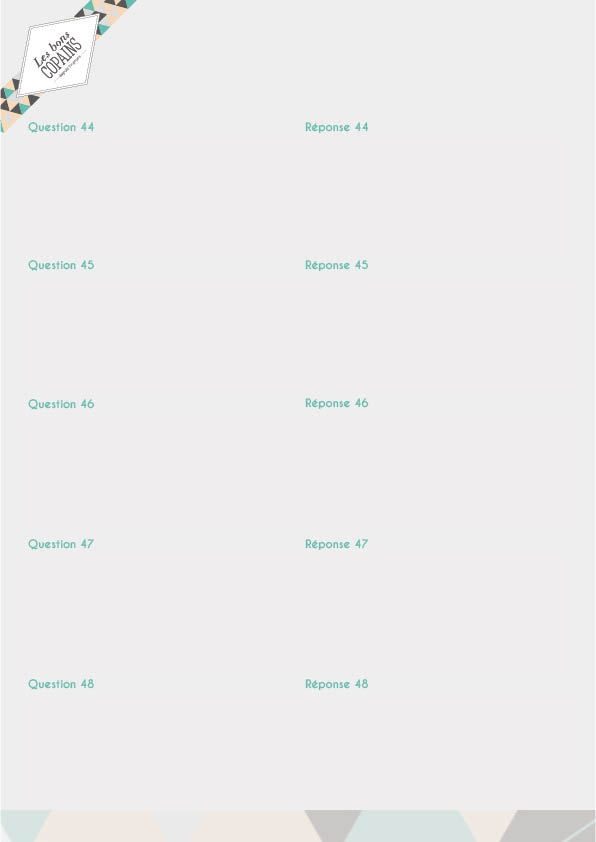 Les bons
COPAINS
Question 44
Réponse 44
Question 45
Réponse 45
Question 46
Réponse 46
Question 47
Réponse 47
Question 48
Réponse 48